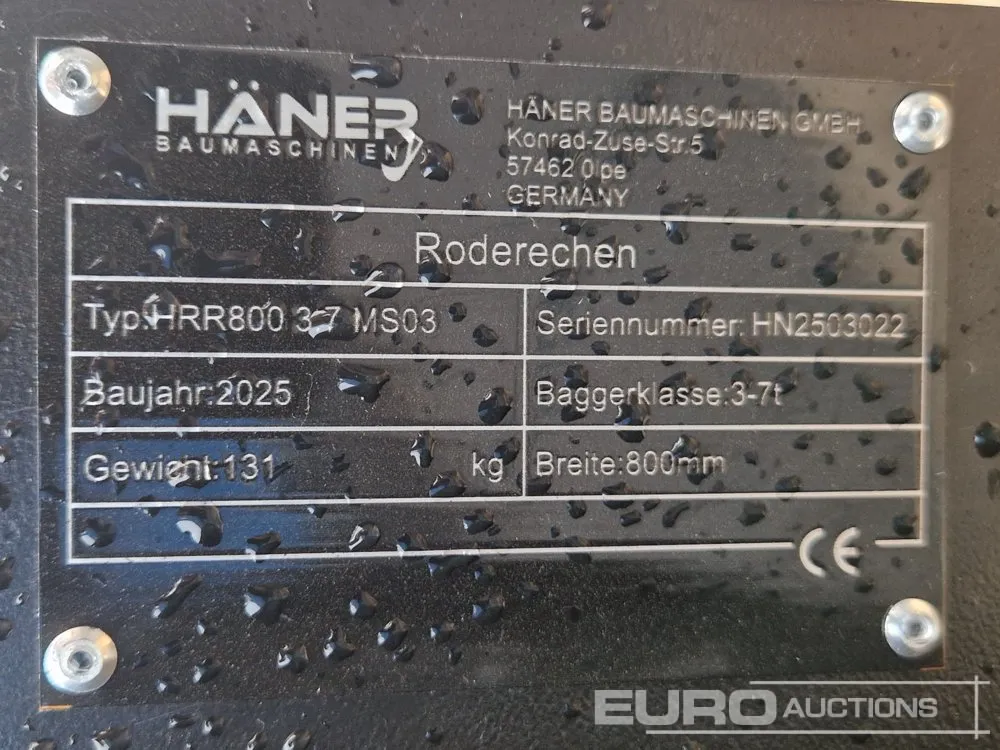 HÄNER
BAUMASCHINEN
HÄNER BAUMASCHINEN GMBH
Konrad-Zuse-Str.5
57462 Olpe
GERMANY
Roderechen
Typ:HRR800 3-7 MS03
Seriennummer: HN2503022
Baujahr:2025
Baggerklasse:3-7t
Gewicht:131 kg
Breite:800mm
CE
EURO AUCTIONS